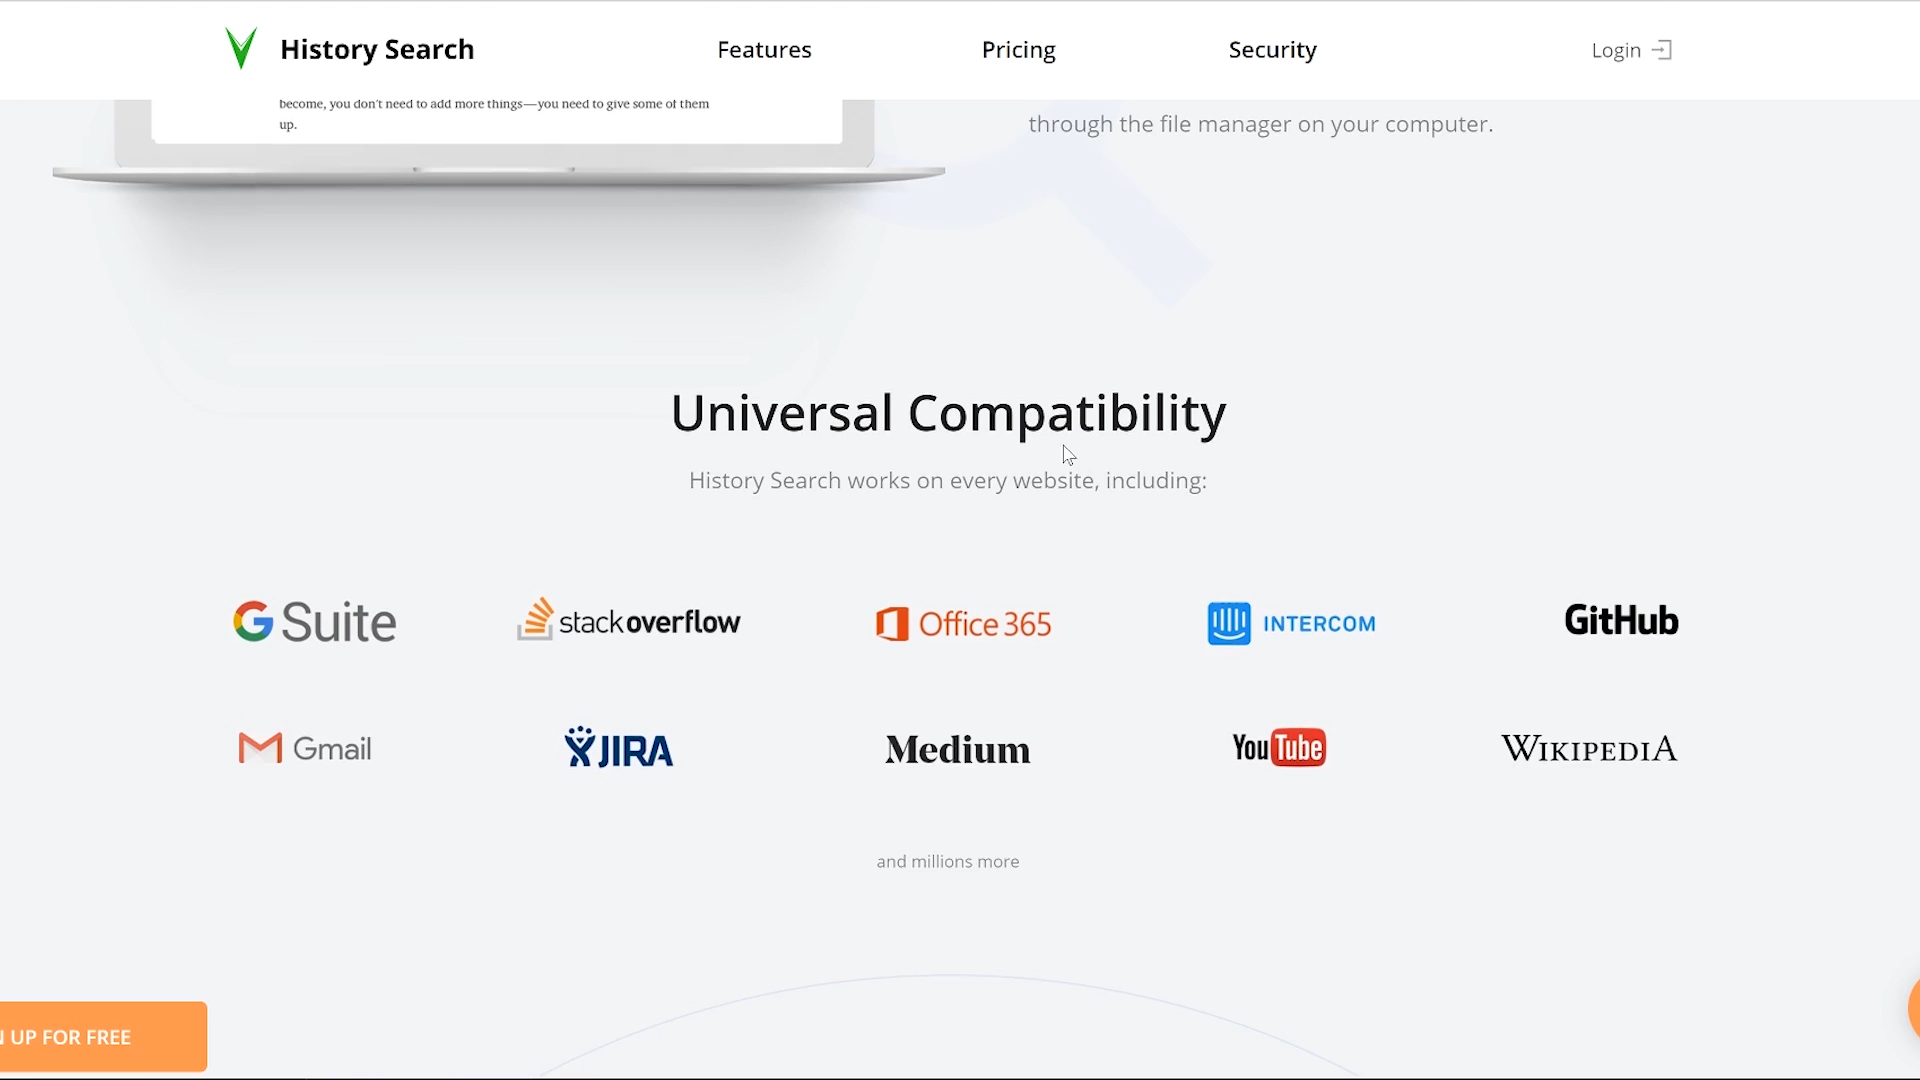 History Search
Features
Pricing
Security
Login
become, you don't need to add more things—you need to give some of them
up.
through the file manager on your computer.
Universal Compatibility
History Search works on every website, including:
G Suite
stackoverflow
Office 365
INTERCOM
GitHub
Gmail
JIRA
Medium
YouTube
WIKIPEDIA
and millions more
N UP FOR FREE